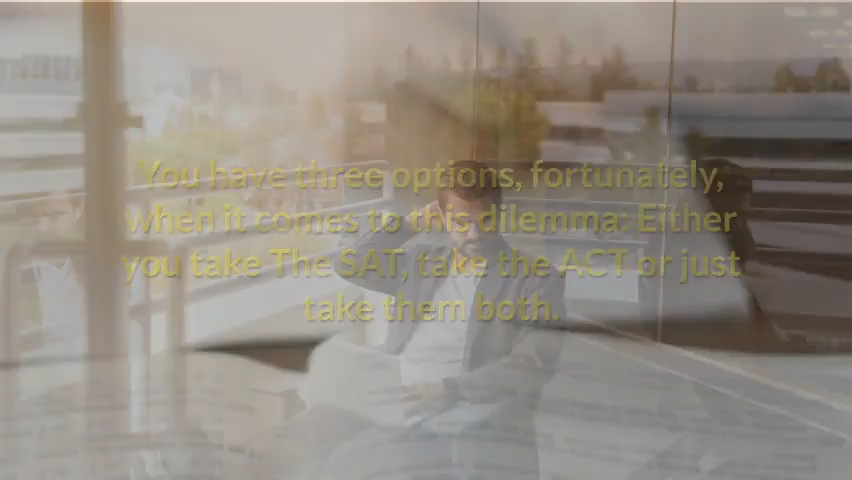 You have three options, fortunately,
when it comes to this dilemma: Either
you take The SAT, take the ACT or just
take them both.